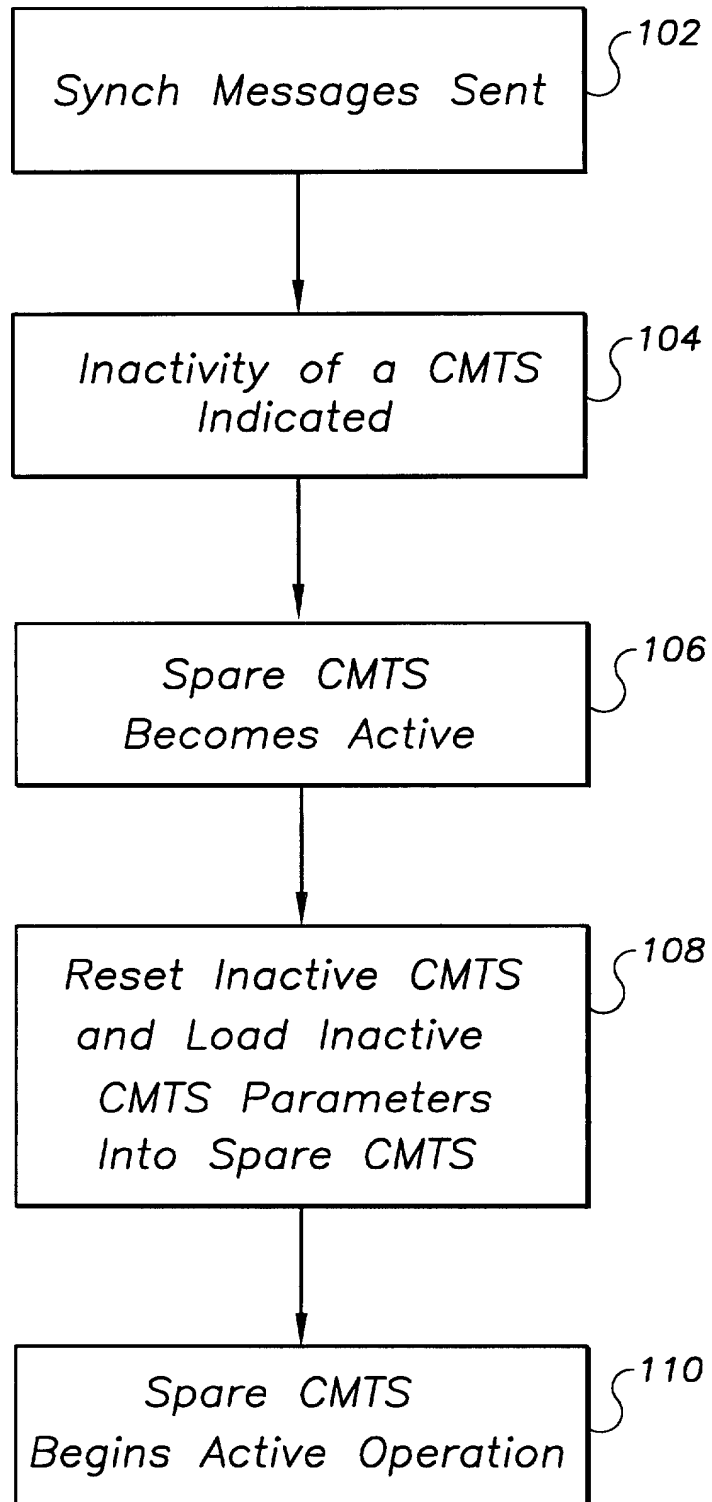 102
Synch Messages Sent
104
Inactivity of a CMTS
Indicated
106
Spare CMTS
Becomes Active
108
Reset Inactive CMTS
and Load Inactive
CMTS Parameters
Into Spare CMTS
110
Spare CMTS
Begins Active Operation